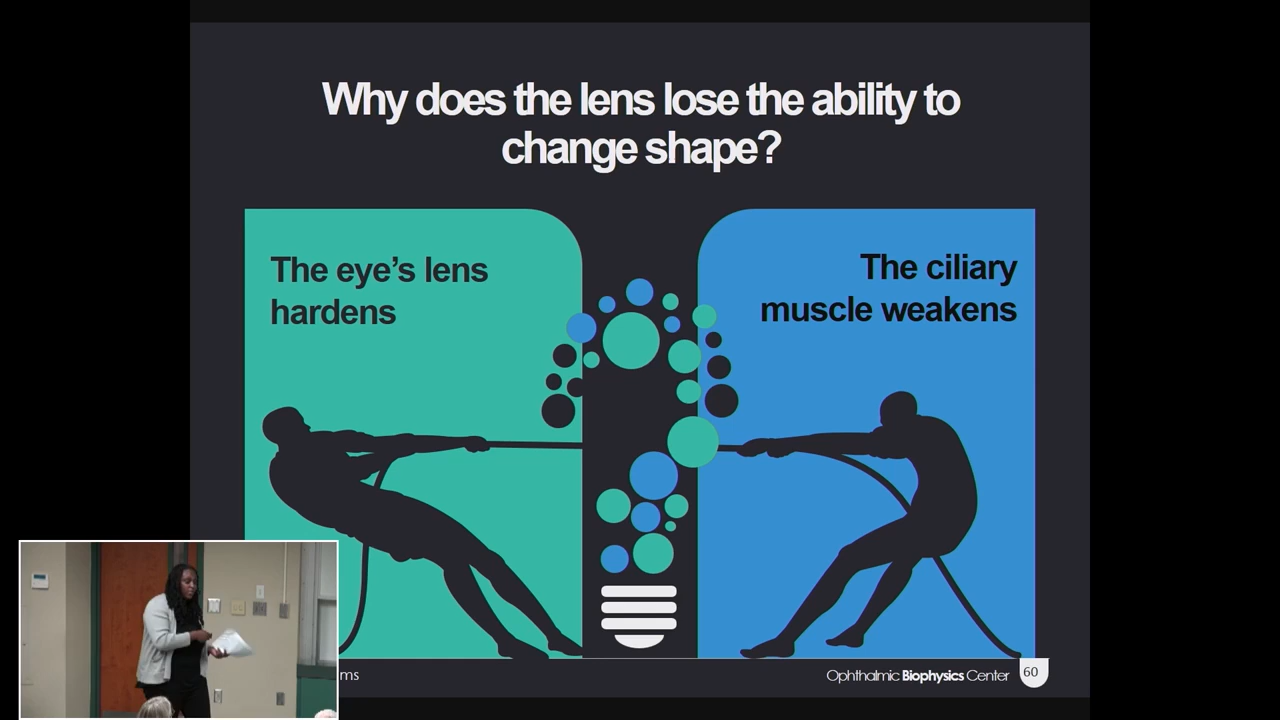 Why does the lens lose the ability to
change shape?
The eye’s lens
hardens
The ciliary
muscle weakens
Ophthalmic Biophysics Center
60